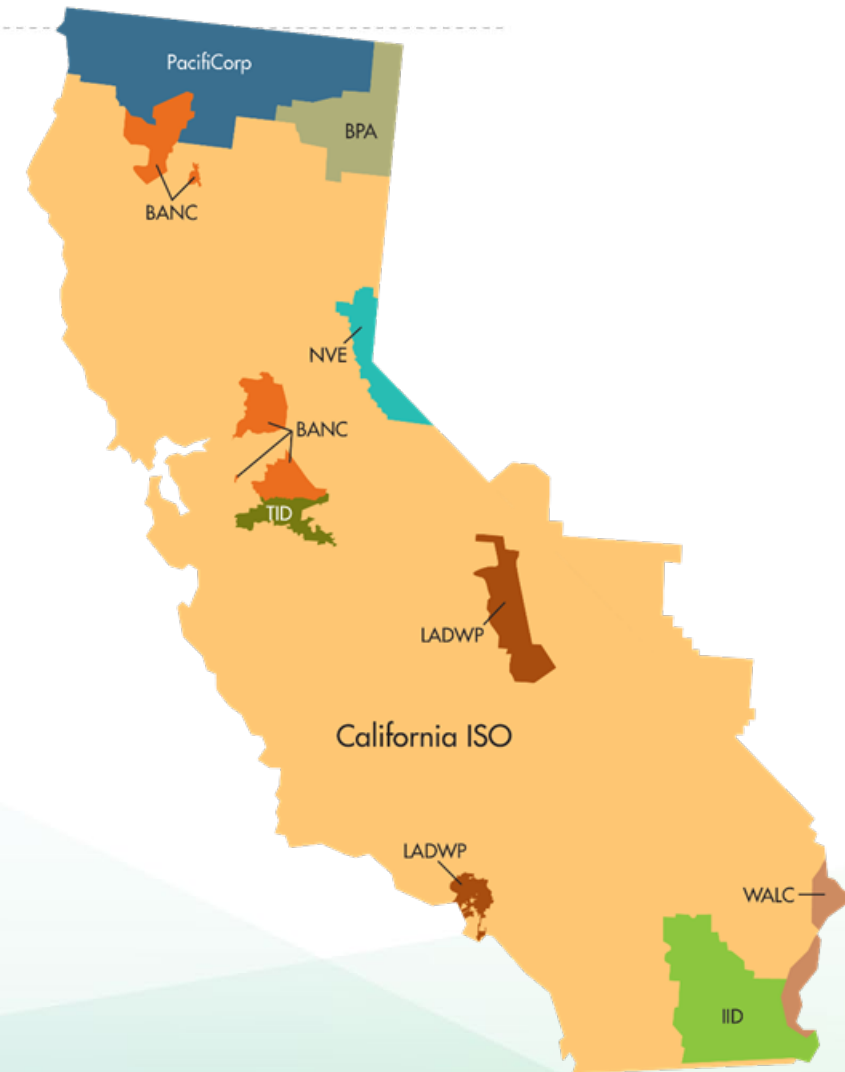 PacifiCorp
BPA
BANC
NVE
BANC
TID
LADWP
California ISO
LADWP
WALC
IID